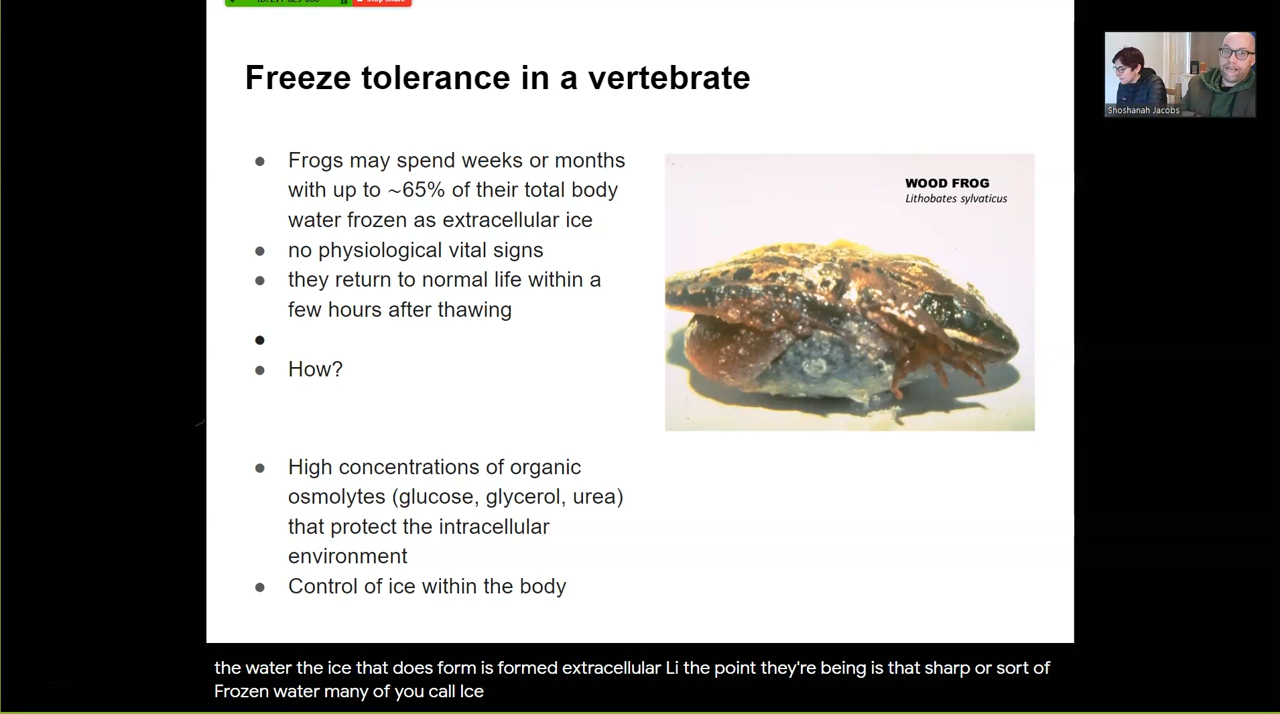 Freeze tolerance in a vertebrate
Frogs may spend weeks or months
with up to ~65% of their total body
water frozen as extracellular ice
no physiological vital signs
they return to normal life within a
few hours after thawing
How?
High concentrations of organic
osmolytes (glucose, glycerol, urea)
that protect the intracellular
environment
Control of ice within the body
WOOD FROG
Lithobates sylvaticus
Shoshanah Jacobs
the water the ice that does form is formed extracellular Li the point they're being is that sharp or sort of
Frozen water many of you call Ice